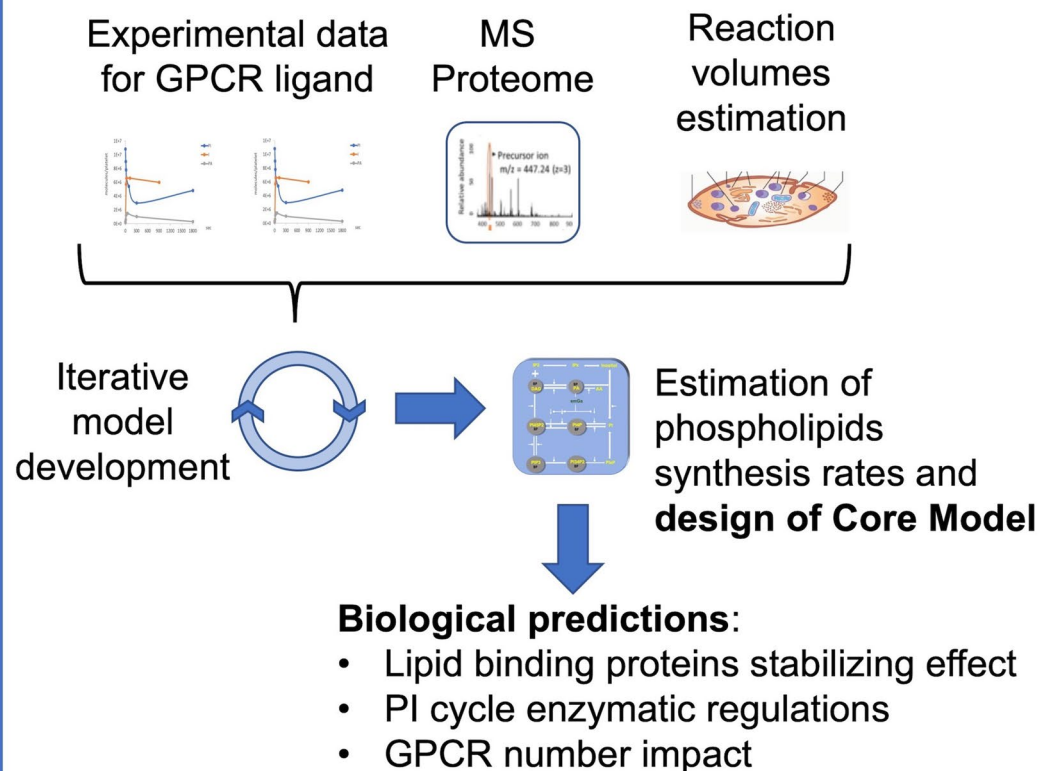 Experimental data
for GPCR ligand
MS
Proteome
Reaction
volumes
estimation
Precursor ion
m/z = 447.24 (z=3)
Relative abundance
Iterative
model
development
Estimation of
phospholipids
synthesis rates and
design of Core Model
Biological predictions:
• Lipid binding proteins stabilizing effect
• PI cycle enzymatic regulations
• GPCR number impact